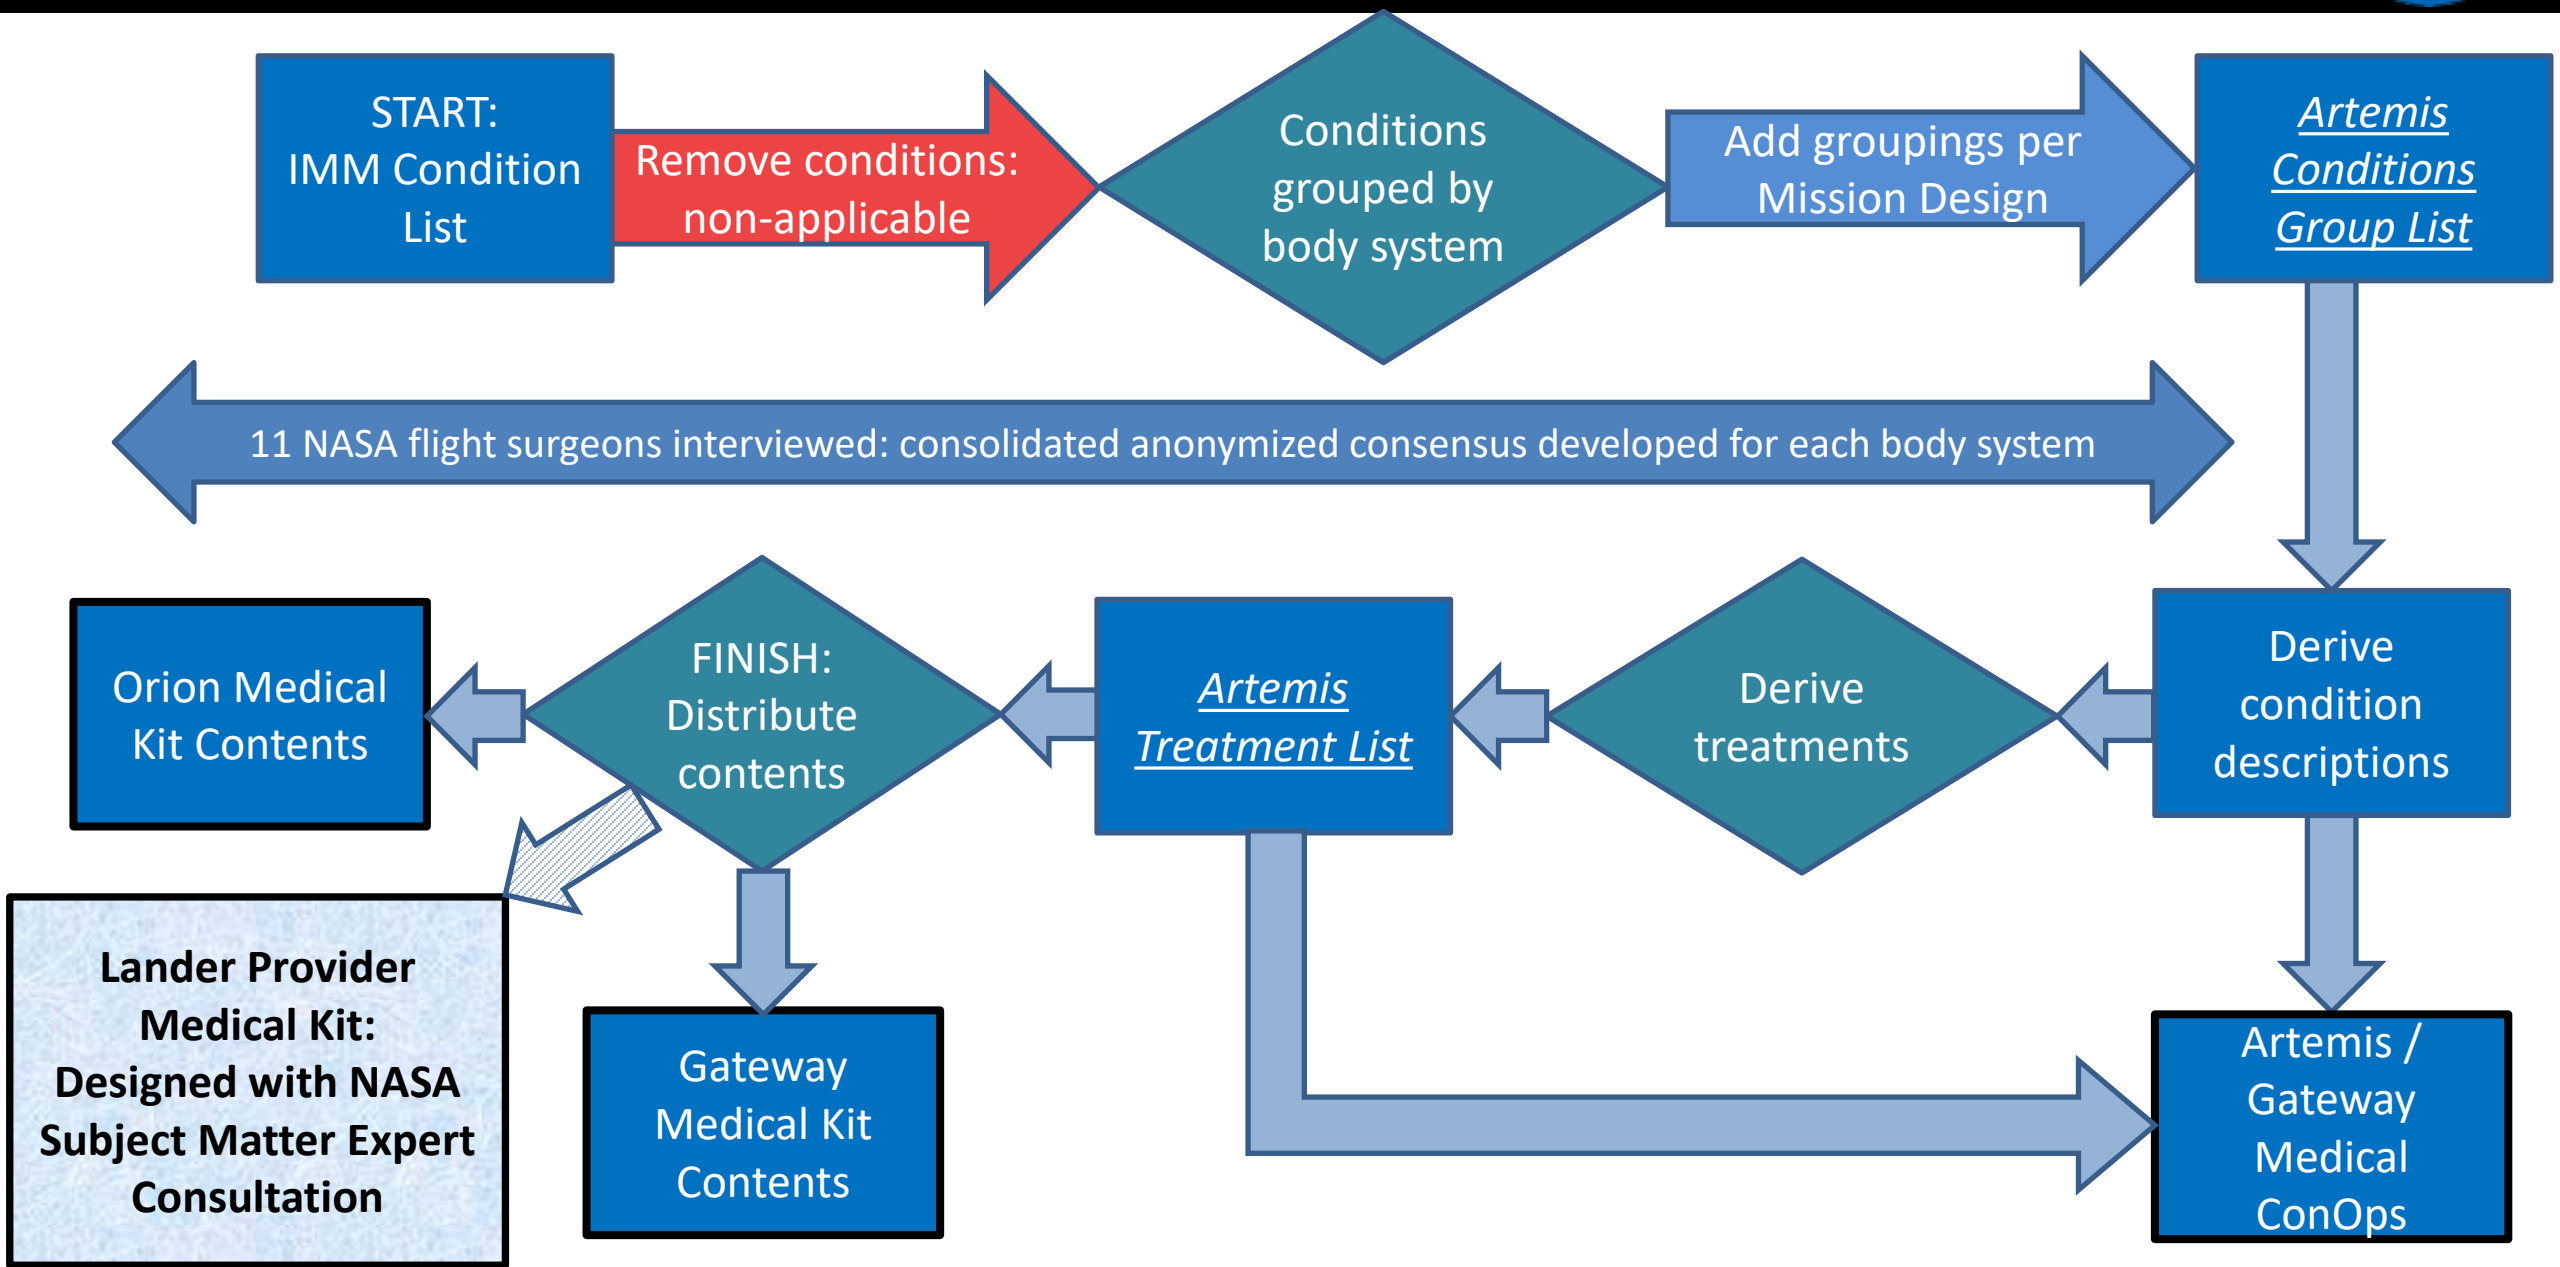 START:
IMM Condition
List
Remove conditions:
non-applicable
Conditions
grouped by
body system
Add groupings per
Mission Design
Artemis
Conditions
Group List
11 NASA flight surgeons interviewed: consolidated anonymized consensus developed for each body system
Orion Medical
Kit Contents
FINISH:
Distribute
contents
Artemis
Treatment List
Derive
treatments
Derive
condition
descriptions
Lander Provider
Medical Kit:
Designed with NASA
Subject Matter Expert
Consultation
Gateway
Medical Kit
Contents
Artemis /
Gateway
Medical
ConOps